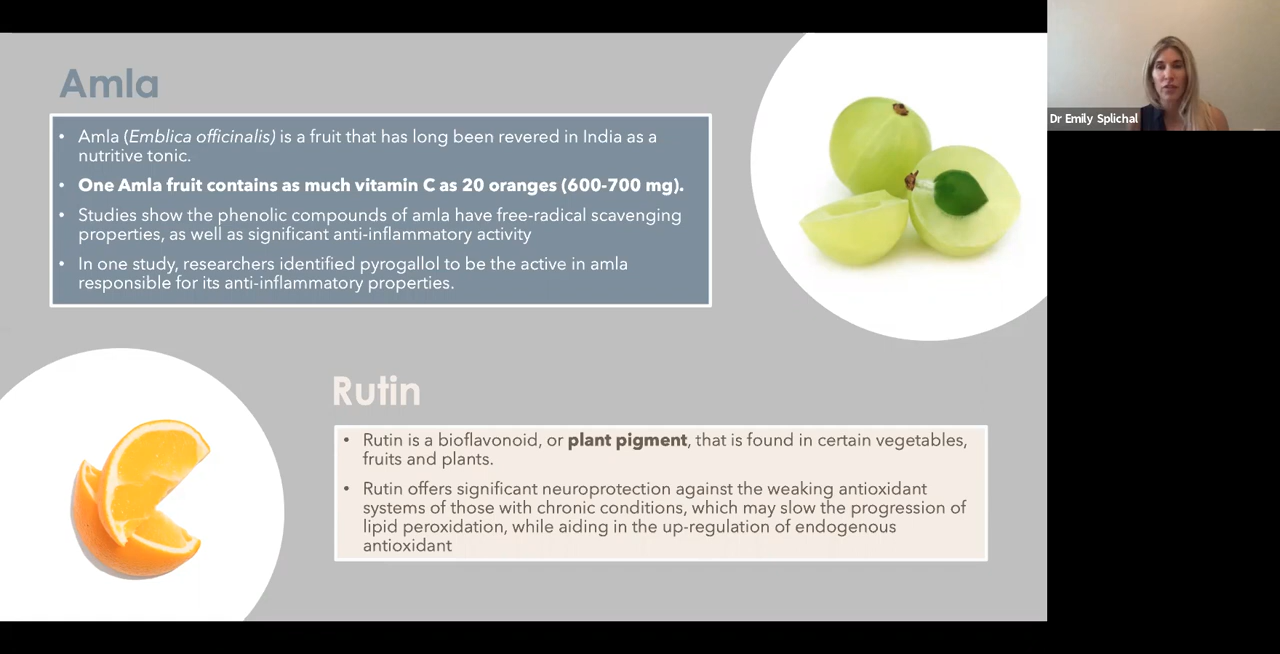 Amla
• Amla (Emblica officinalis) is a fruit that has long been revered in India as a
nutritive tonic.
• One Amla fruit contains as much vitamin C as 20 oranges (600-700 mg).
• Studies show the phenolic compounds of amla have free-radical scavenging
properties, as well as significant anti-inflammatory activity
• In one study, researchers identified pyrogallol to be the active in amla
responsible for its anti-inflammatory properties.
Dr Emily Splichal
Rutin
• Rutin is a bioflavonoid, or plant pigment, that is found in certain vegetables,
fruits and plants.
• Rutin offers significant neuroprotection against the weaking antioxidant
systems of those with chronic conditions, which may slow the progression of
lipid peroxidation, while aiding in the up-regulation of endogenous
antioxidant